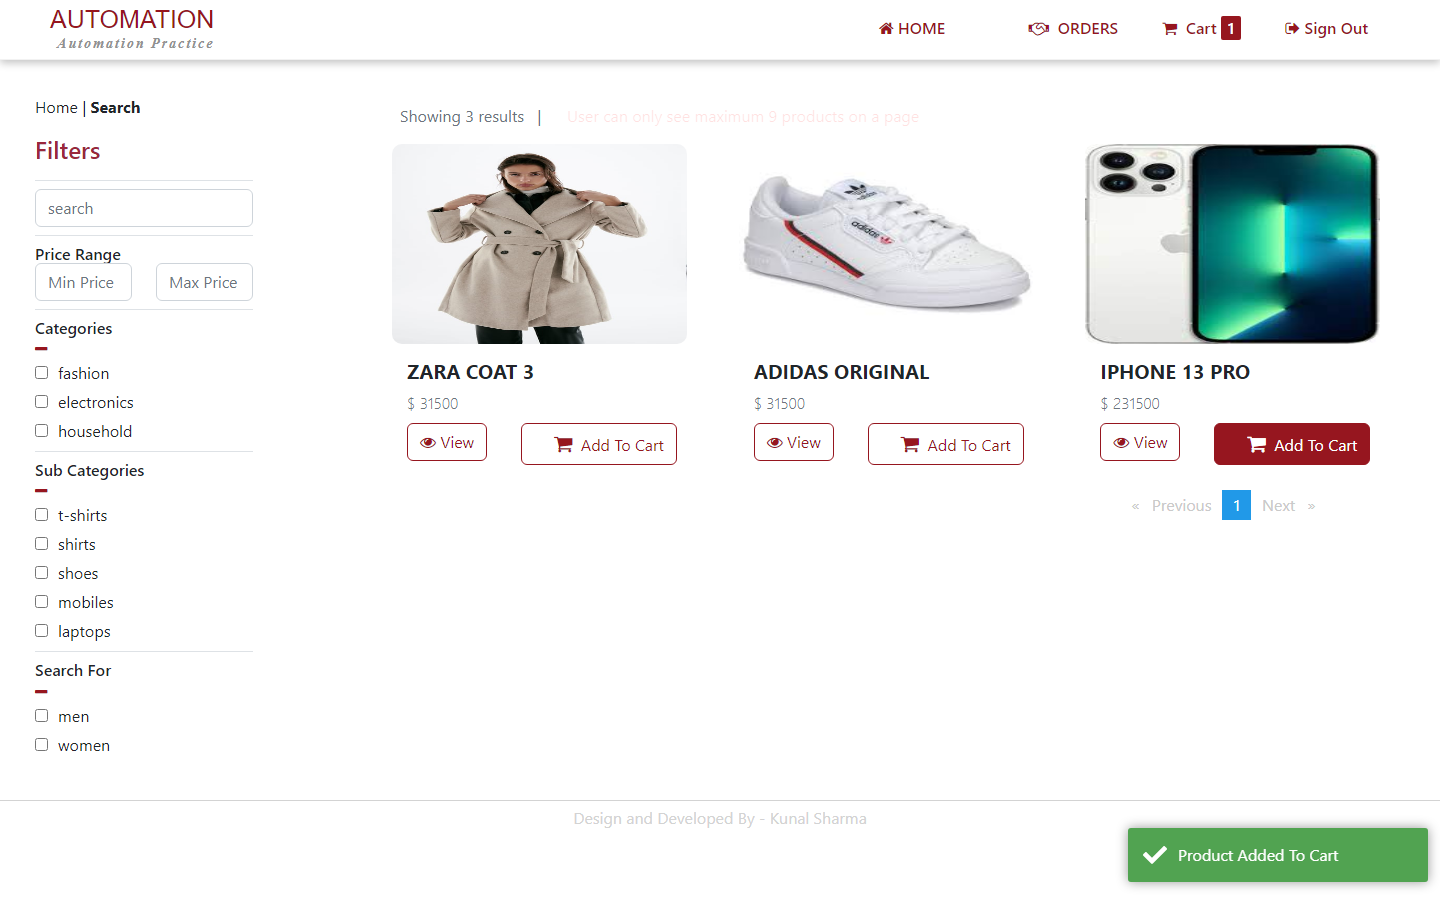 AUTOMATION
Automation Practice
HOME
ORDERS
Cart 1
Sign Out
Home | Search
Filters
search
Price Range
Min Price
Max Price
Categories
fashion
electronics
household
Sub Categories
t-shirts
shirts
shoes
mobiles
laptops
Search For
men
women
Showing 3 results |
User can only see maximum 9 products on a page
ZARA COAT 3
$ 31500
View
Add To Cart
adidas
adidas
ADIDAS ORIGINAL
$ 31500
View
Add To Cart
IPHONE 13 PRO
$ 231500
View
Add To Cart
« Previous 1 Next »
Design and Developed By - Kunal Sharma
Product Added To Cart